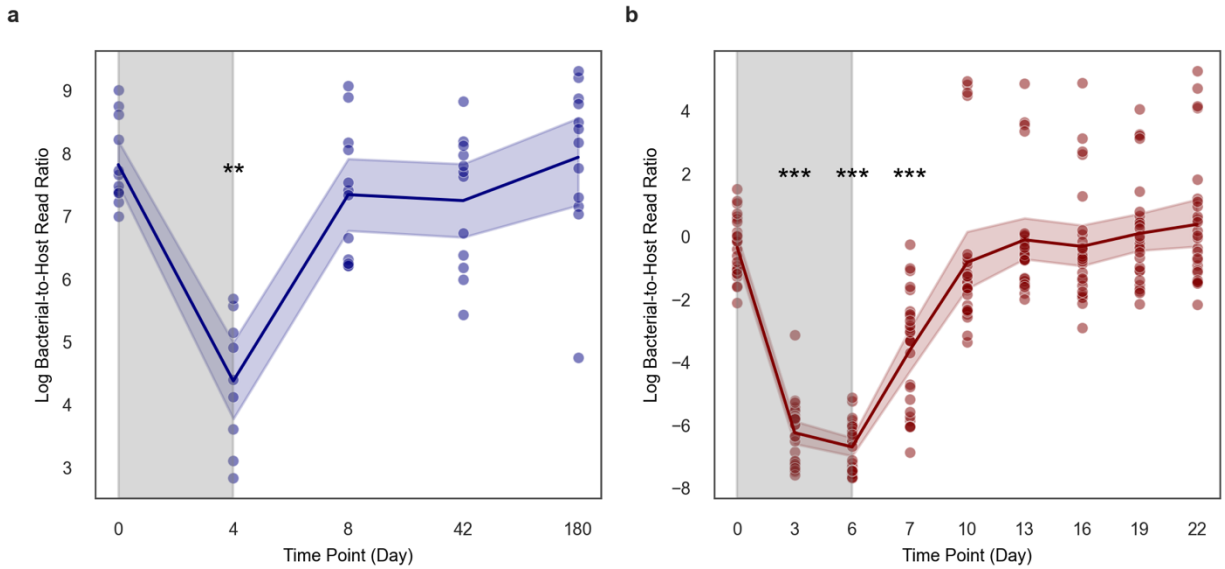 a
b
9
8
7
6
5
4
3
Log Bacterial-to-Host Read Ratio
**
0 4 8 42 180
Time Point (Day)
4
2
0
−2
−4
−6
−8
Log Bacterial-to-Host Read Ratio
*** *** ***
0 3 6 7 10 13 16 19 22
Time Point (Day)